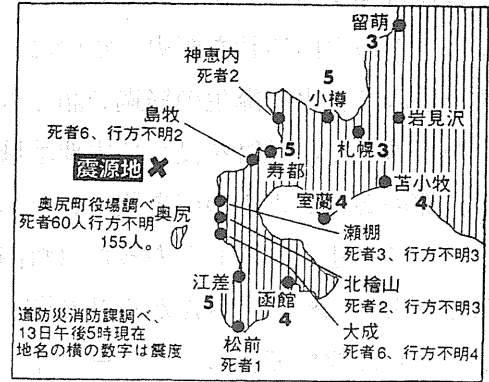 留萌
3
神恵内
死者2
5
小樽
島牧
死者6、行方不明2
岩見沢
札幌3
5
寿都
震源地
苫小牧
4
室蘭4
奥尻町役場調べ
死者60人行方不明
155人。
奥尻
瀬棚
死者3、行方不明3
北檜山
死者2、行方不明3
江差
5
函館
4
大成
死者6、行方不明4
道防災消防課調べ、
13日午後5時現在
地名の横の数字は震度
松前
死者1